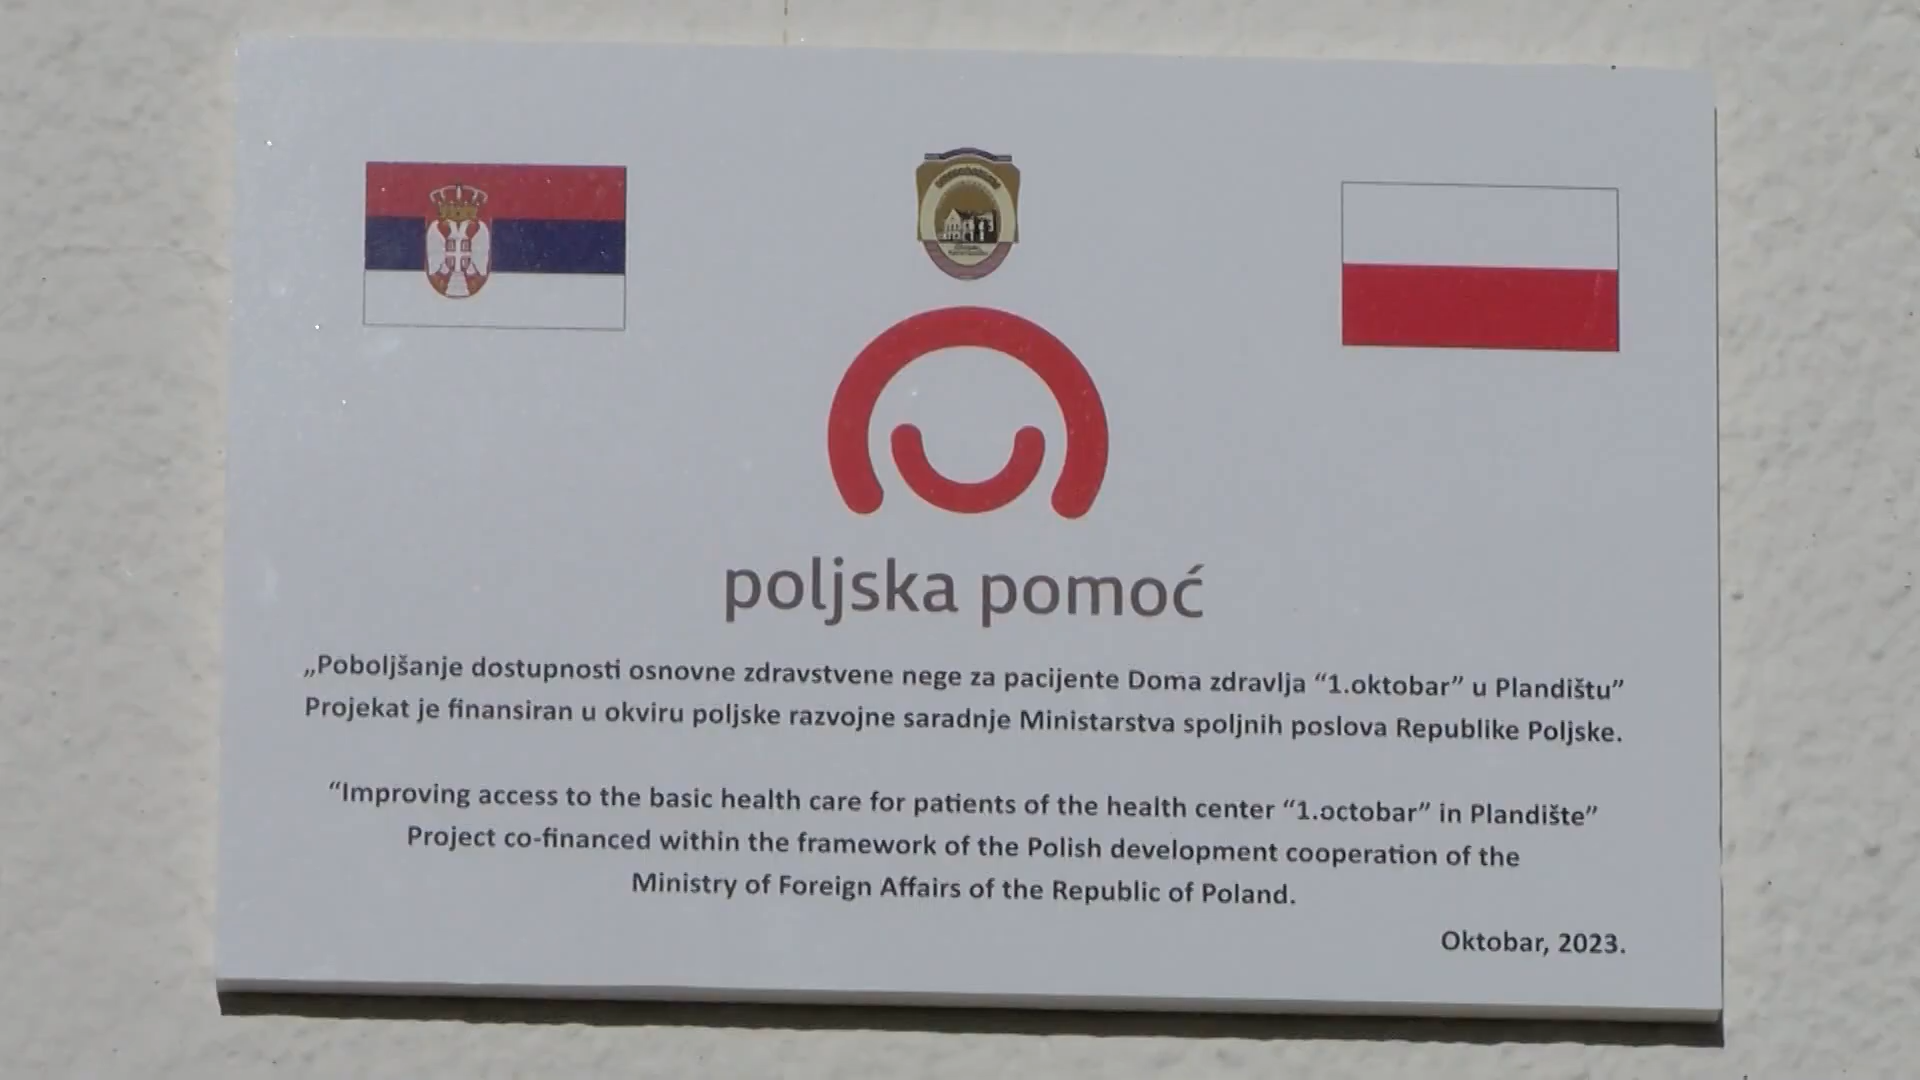 poljska pomoć
„Poboljšanje dostupnosti osnovne zdravstvene nege za pacijente Doma zdravlja “1.oktobar” u Plandištu”
Projekat je finansiran u okviru poljske razvojne saradnje Ministarstva spoljnih poslova Republike Poljske.
“Improving access to the basic health care for patients of the health center “1.octobar” in Plandište”
Project co-financed within the framework of the Polish development cooperation of the
Ministry of Foreign Affairs of the Republic of Poland.
Oktobar, 2023.